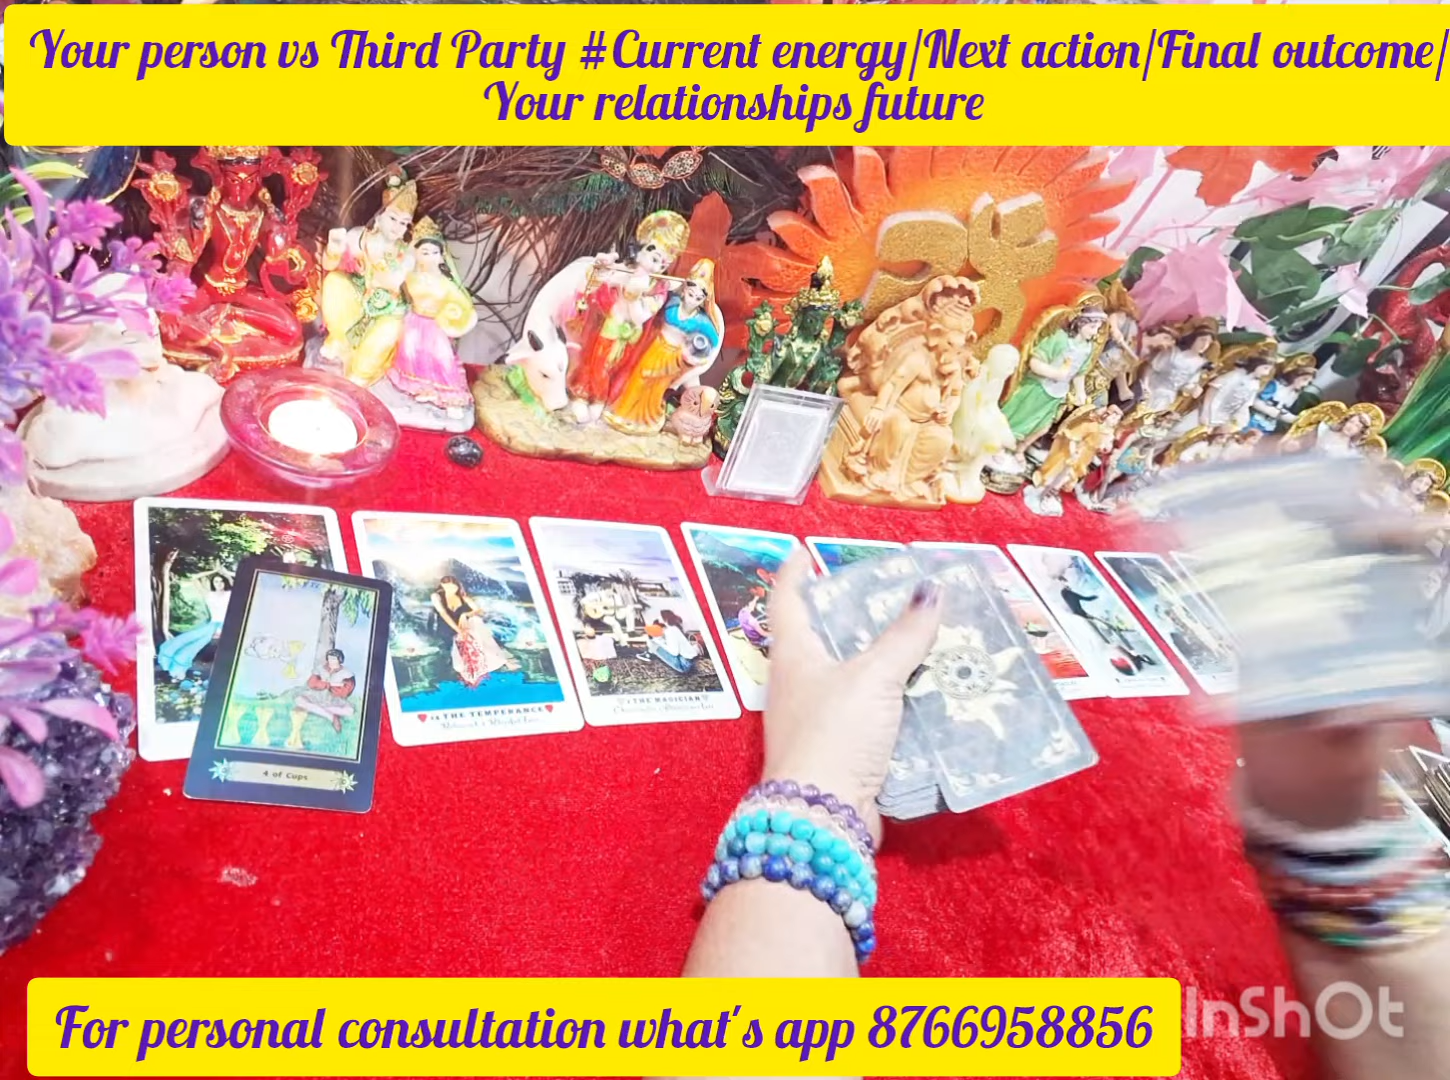 Your person vs Third Party #Current energy/Next action/Final outcome/
Your relationships future
4 of Cups
14 THE TEMPERANCE
I THE MAGICIAN
For personal consultation what's app 8766958856
InShOt